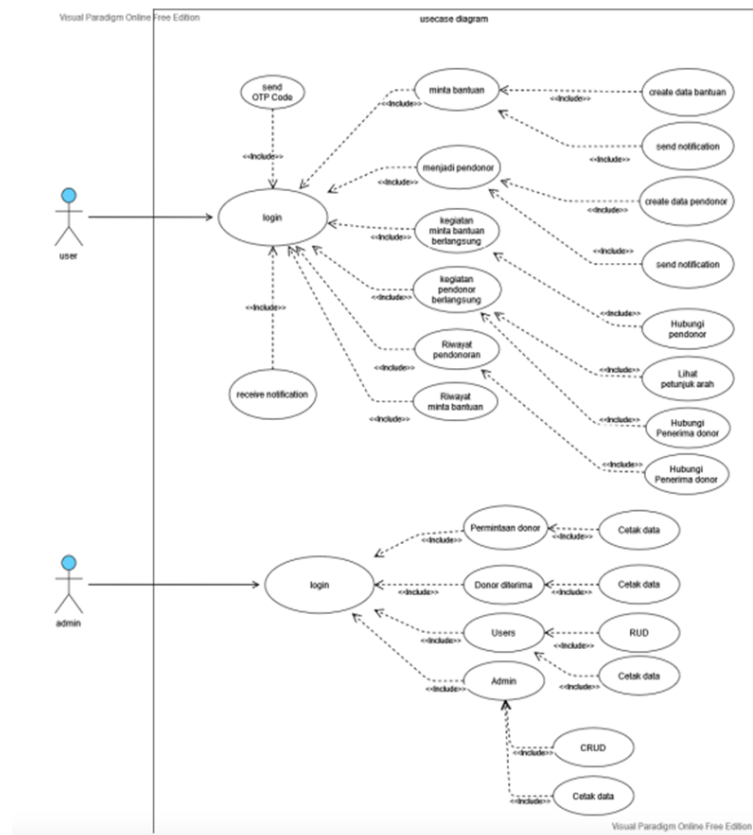 Visual Paradigm Online Free Edition
usecase diagram
send
OTP Code
<<Include>>
minta bantuan
<<Include>>
<<Include>>
create data bantuan
<<Include>>
send notification
menjadi pendonor
<<Include>>
<<Include>>
create data pendonor
<<Include>>
send notification
user
login
kegiatan
minta bantuan
berlangsung
<<Include>>
<<Include>>
Hubungi
pendonor
kegiatan
pendonor
berlangsung
<<Include>>
<<Include>>
Lihat
petunjuk arah
<<Include>>
Hubungi
Penerima donor
<<Include>>
receive notification
Riwayat
pendonoran
<<Include>>
<<Include>>
Hubungi
Penerima donor
Riwayat
minta bantuan
<<Include>>
admin
login
Permintaan donor
<<Include>>
<<Include>>
Cetak data
Donor diterima
<<Include>>
<<Include>>
Cetak data
Users
<<Include>>
<<Include>>
RUD
<<Include>>
Cetak data
Admin
<<Include>>
<<Include>>
CRUD
<<Include>>
Cetak data
Visual Paradigm Online Free Edition